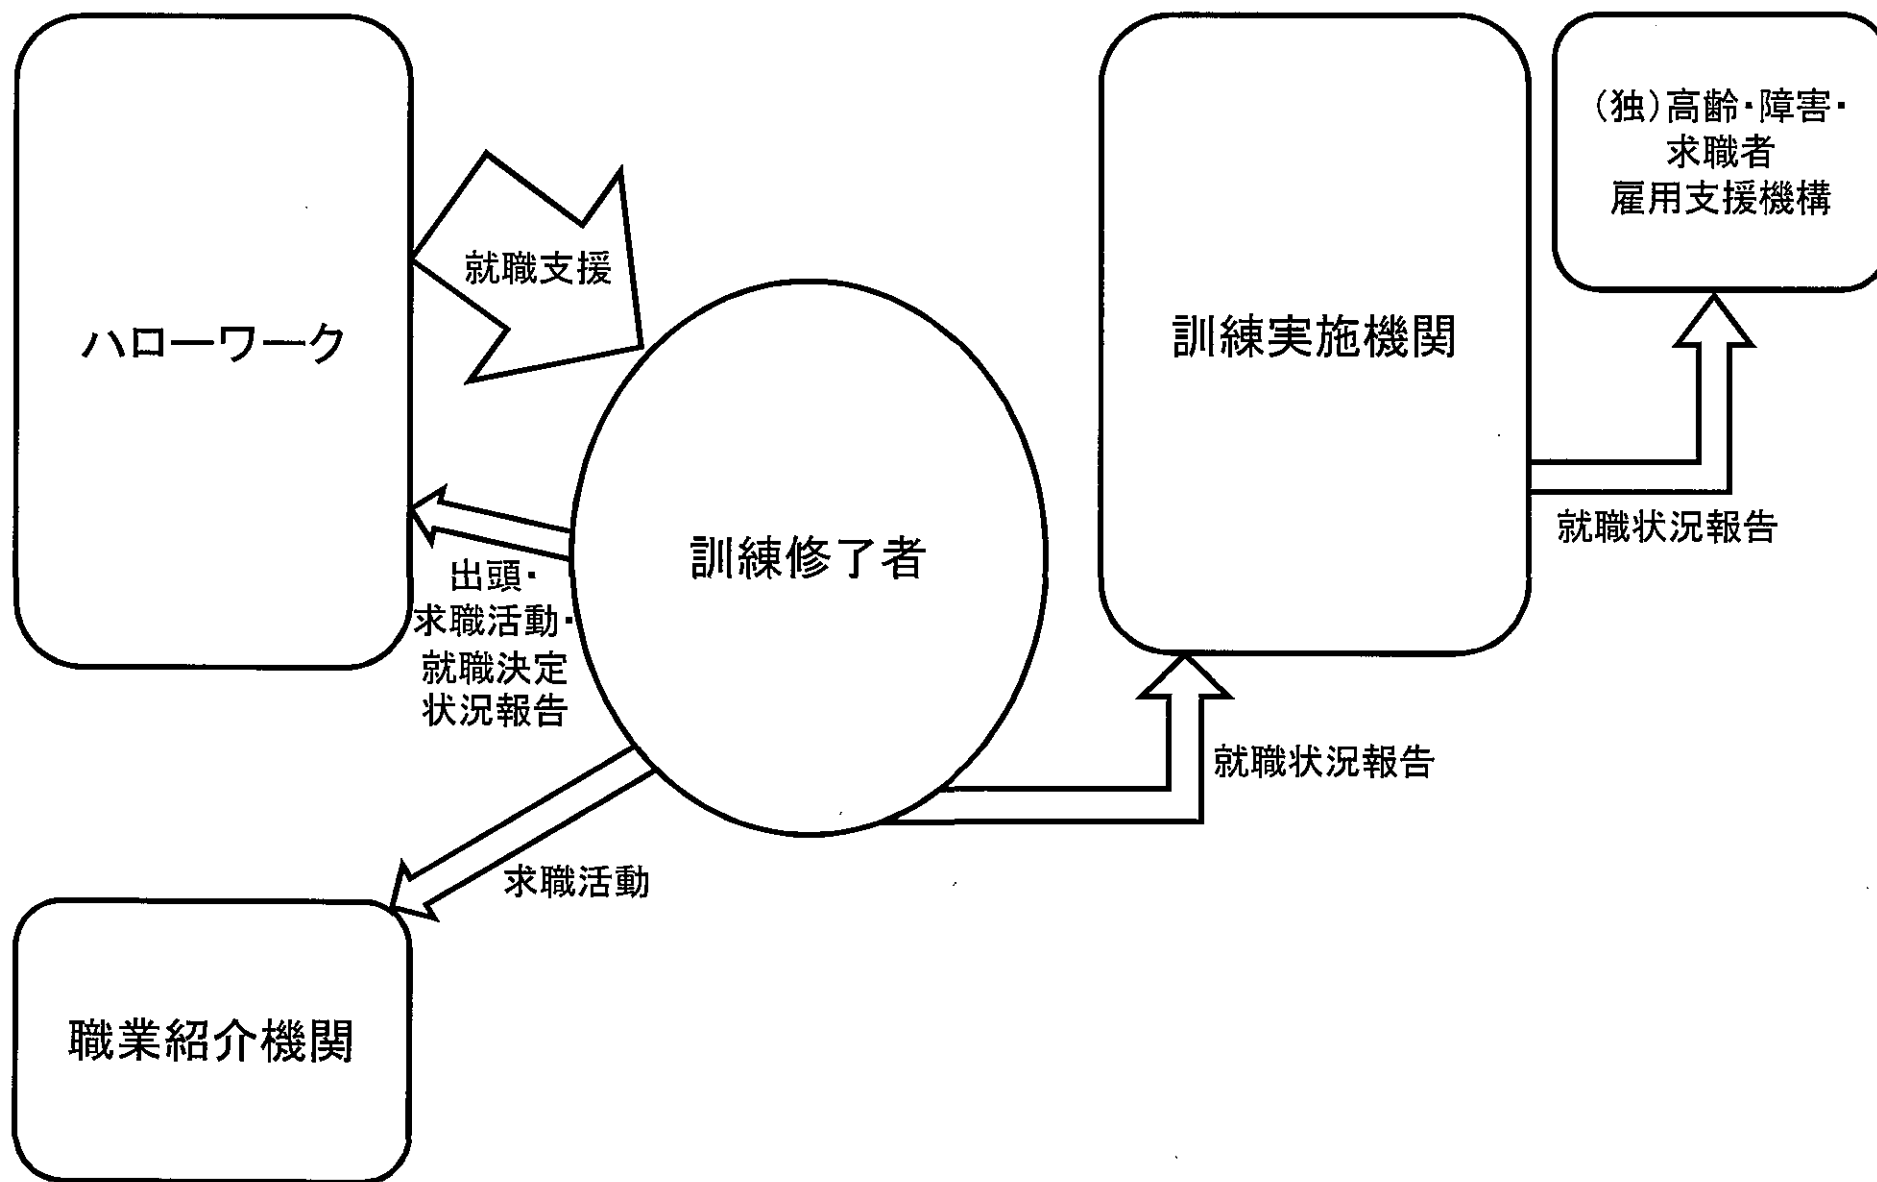 ハローワーク
就職支援
訓練実施機関
（独）高齢・障害・
求職者
雇用支援機構
就職状況報告
訓練修了者
出頭・
求職活動・
就職決定
状況報告
就職状況報告
求職活動
職業紹介機関